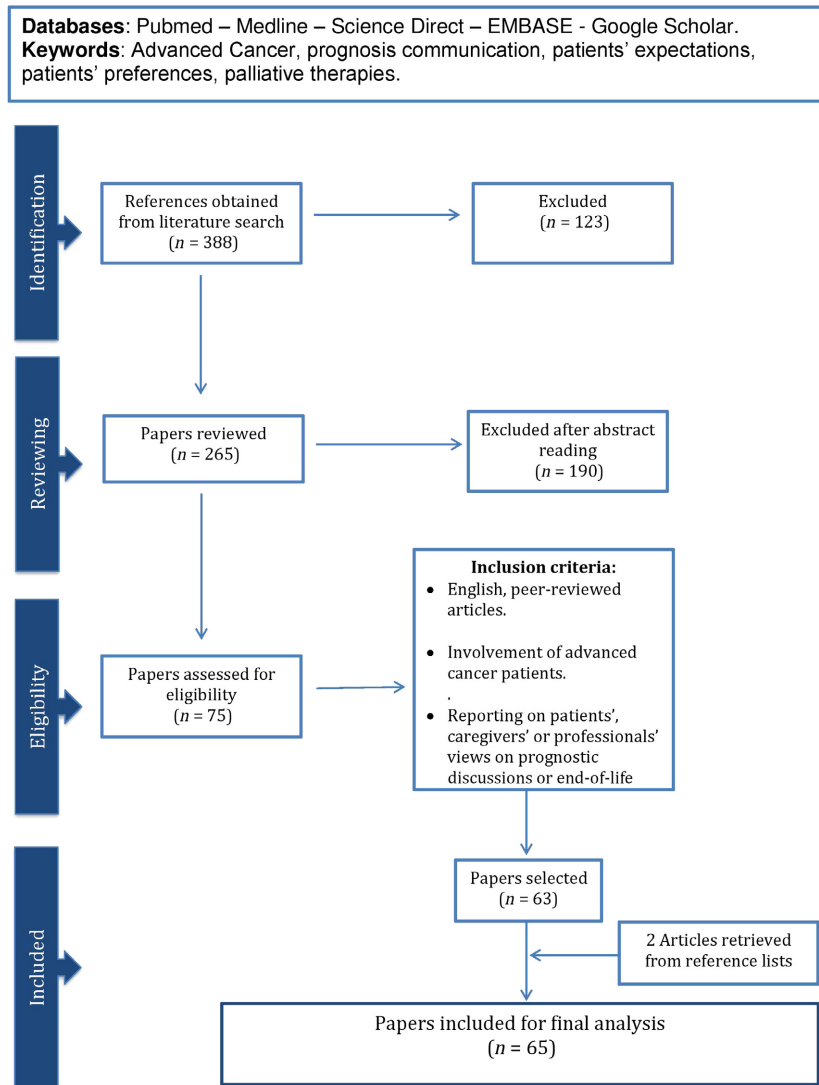 Databases: Pubmed – Medline – Science Direct – EMBASE - Google Scholar.
Keywords: Advanced Cancer, prognosis communication, patients' expectations,
patients' preferences, palliative therapies.
Identification
References obtained
from literature search
(n = 388)
Excluded
(n = 123)
Reviewing
Papers reviewed
(n = 265)
Excluded after abstract
reading
(n = 190)
Eligibility
Papers assessed for
eligibility
(n = 75)
Inclusion criteria:
• English, peer-reviewed
articles.
• Involvement of advanced
cancer patients.
.
• Reporting on patients',
caregivers' or professionals'
views on prognostic
discussions or end-of-life
Included
Papers selected
(n = 63)
2 Articles retrieved
from reference lists
Papers included for final analysis
(n = 65)